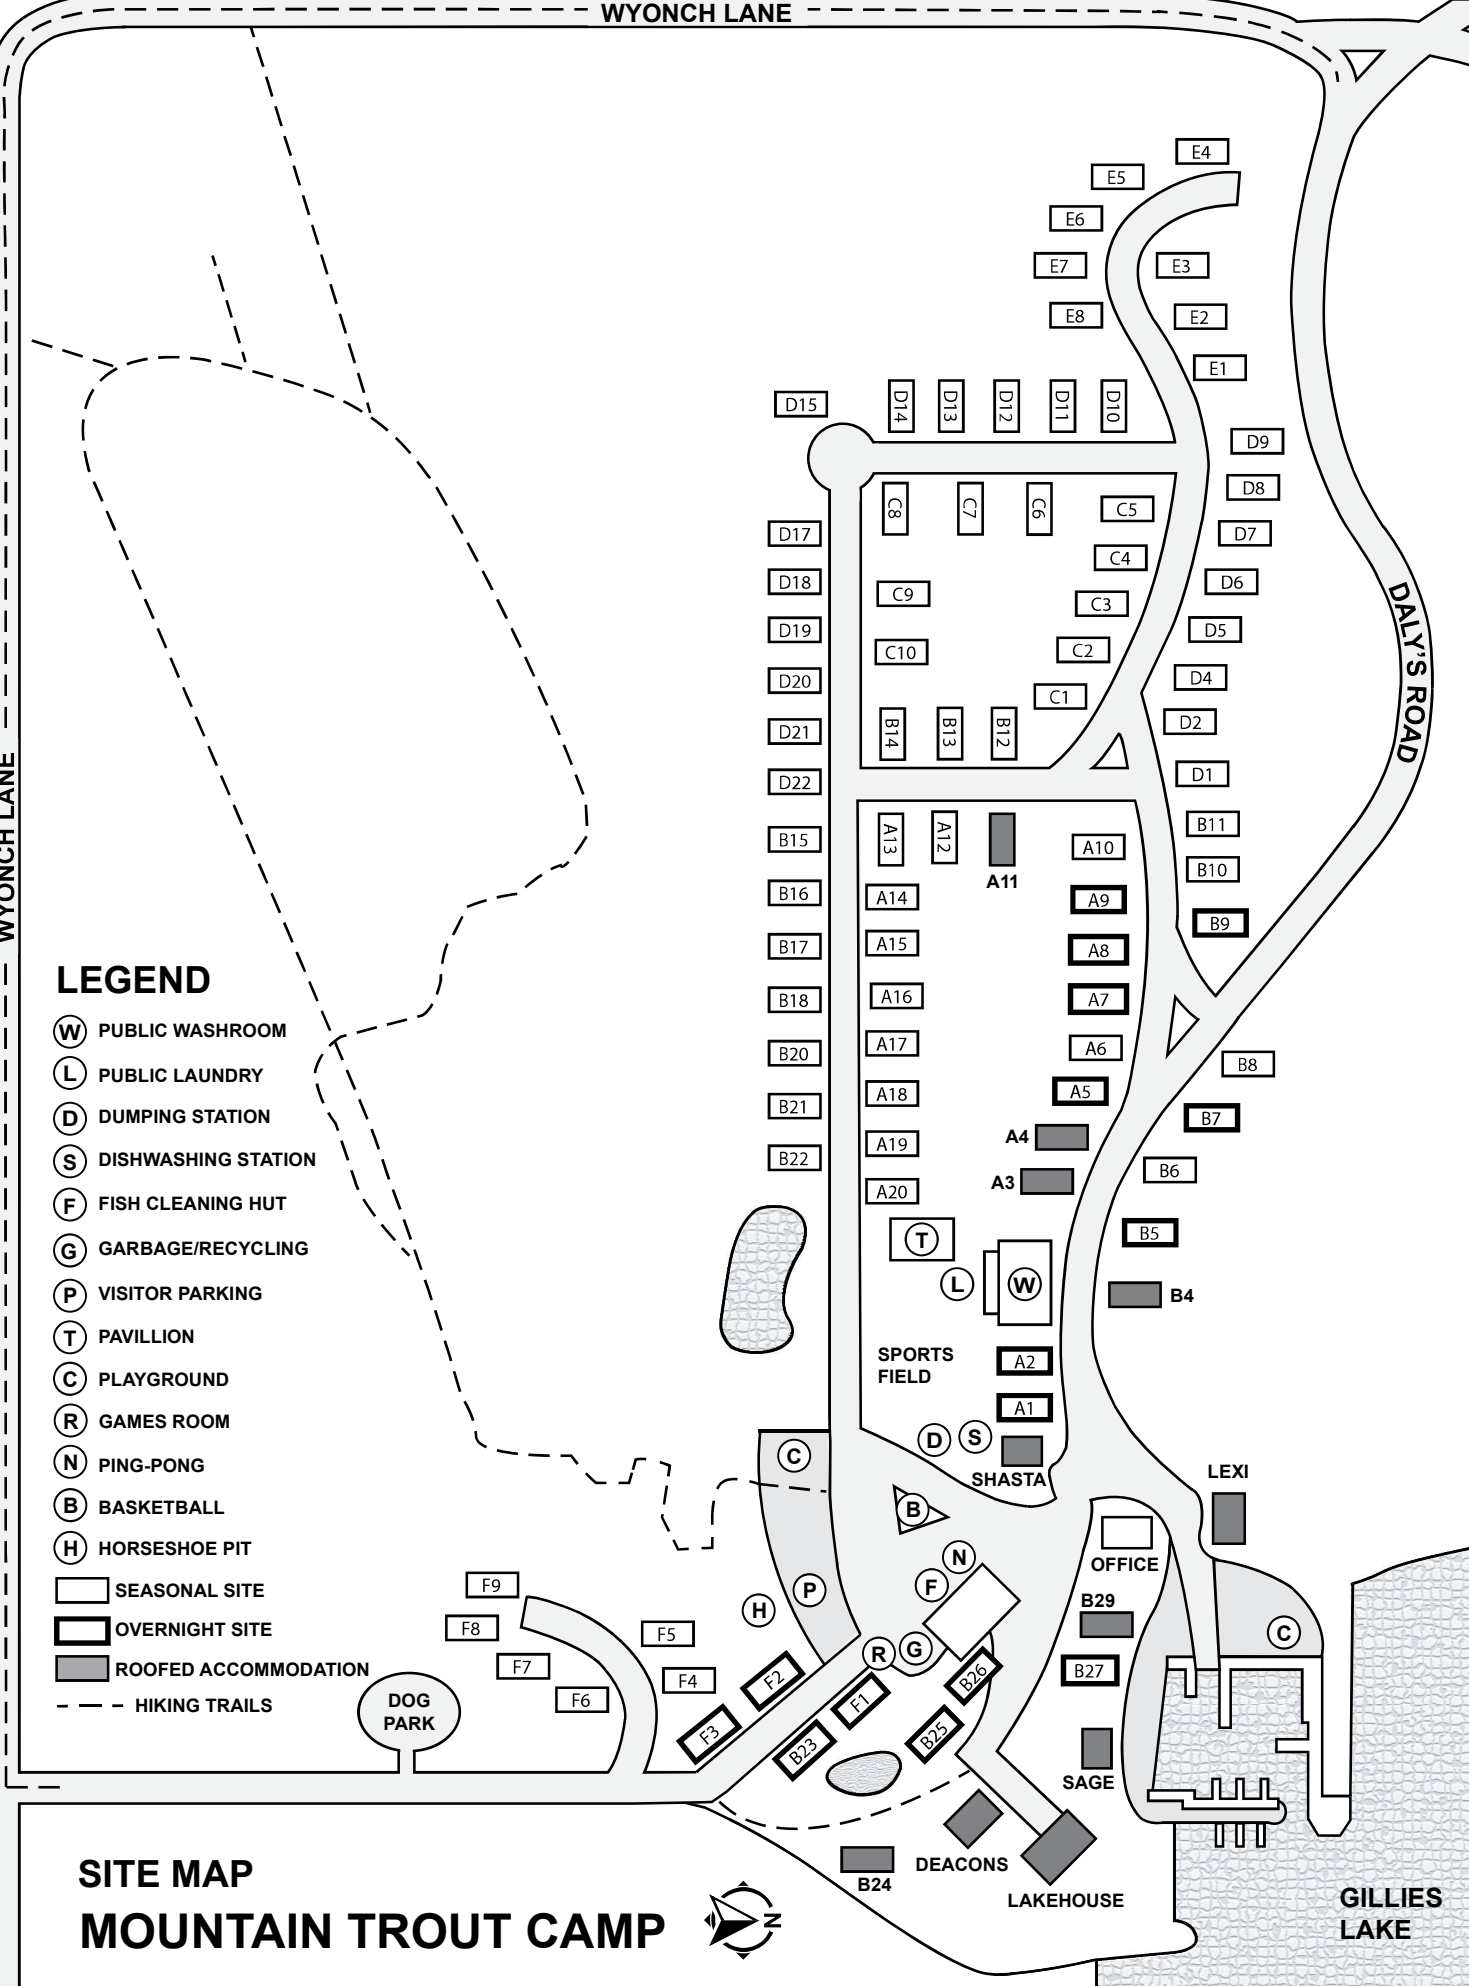 WYONCH LANE
E4
E5
E6
E7
E3
E8
E2
E1
D15
D14
D13
D12
D11
D10
D9
D8
C8
C7
C6
C5
D17
D7
C4
D18
D6
C9
C3
D19
D5
C10
C2
D20
D4
C1
DALY'S ROAD
D21
B14
B13
B12
D2
D22
D1
WYONCH LANE
B15
A13
A12
A11
A10
B11
B10
B16
A14
A9
B9
B17
A15
A8
B18
A16
A7
B20
A17
A6
B8
B21
A18
A5
B7
A4
B22
A19
B6
A3
A20
T
B5
L
W
B4
SPORTS
FIELD
A2
A1
D
S
SHASTA
C
LEXI
B
OFFICE
N
F
B29
P
H
C
R
G
B27
B26
F9
F8
F7
F6
F5
F4
F2
F3
F1
B23
B25
SAGE
DOG
PARK
DEACONS
B24
LAKEHOUSE
LEGEND
W PUBLIC WASHROOM
L PUBLIC LAUNDRY
D DUMPING STATION
S DISHWASHING STATION
F FISH CLEANING HUT
G GARBAGE/RECYCLING
P VISITOR PARKING
T PAVILLION
C PLAYGROUND
R GAMES ROOM
N PING-PONG
B BASKETBALL
H HORSESHOE PIT
SEASONAL SITE
OVERNIGHT SITE
ROOFED ACCOMMODATION
HIKING TRAILS
SITE MAP
MOUNTAIN TROUT CAMP
N
GILLIES
LAKE